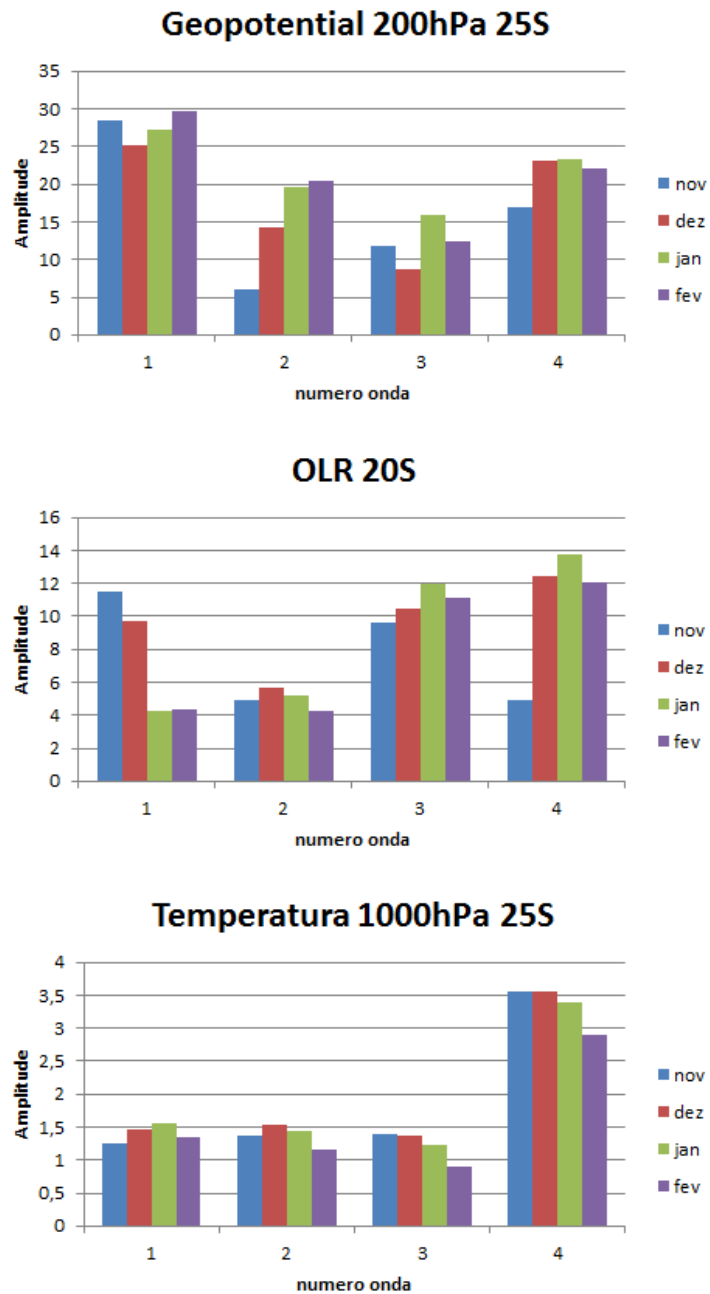 Geopotential 200hPa 25S
35
30
25
20
15
10
5
0
Amplitude
1 2 3 4
numero onda
nov
dez
jan
fev
OLR 20S
16
14
12
10
8
6
4
2
0
Amplitude
1 2 3 4
numero onda
nov
dez
jan
fev
Temperatura 1000hPa 25S
4
3,5
3
2,5
2
1,5
1
0,5
0
Amplitude
1 2 3 4
numero onda
nov
dez
jan
fev